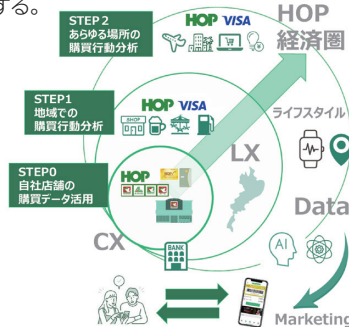 する。
STEP2
あらゆる場所の
購買行動分析
HOP VISA
HOP
経済圏
STEP1
地域での
購買行動分析
HOP VISA
SHOP
ライフスタイル
STEP0
自社店舗の
購買データ活用
HOP
LX
Data
CX
BANK
AI
Marketing